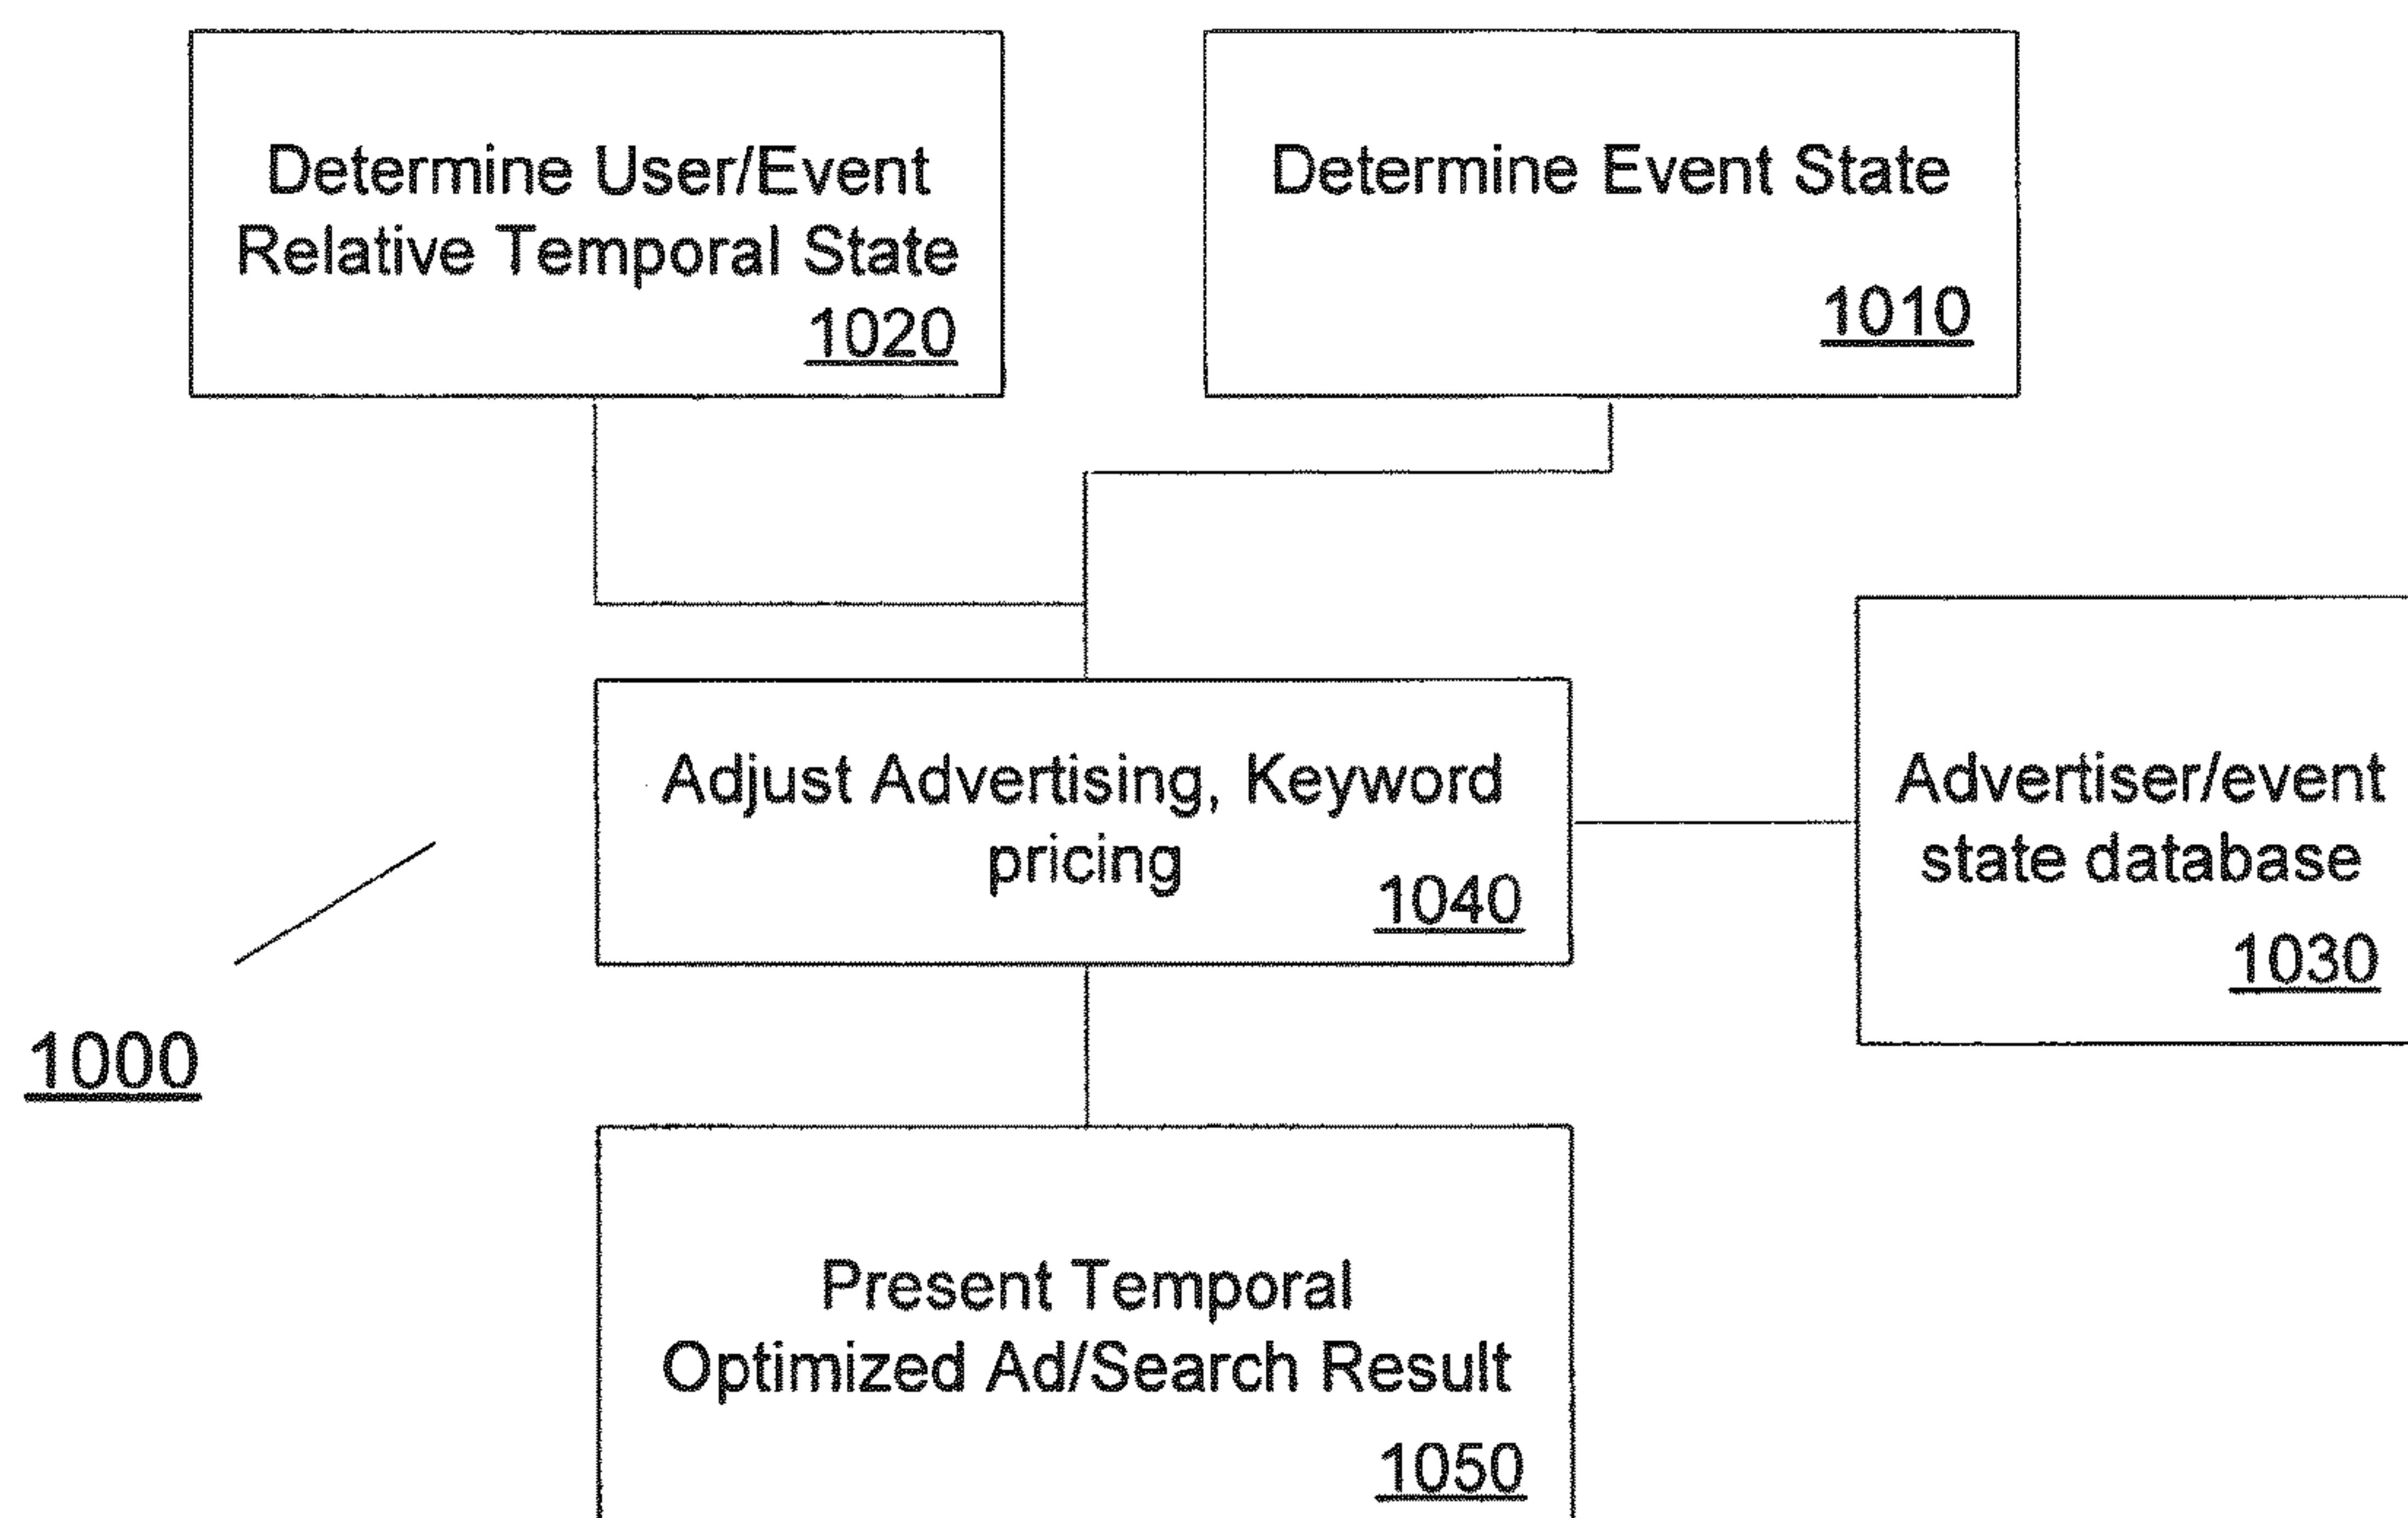 Determine User/Event
Relative Temporal State
1020
Determine Event State
1010
Adjust Advertising, Keyword
pricing
1040
Advertiser/event
state database
1030
1000
Present Temporal
Optimized Ad/Search Result
1050